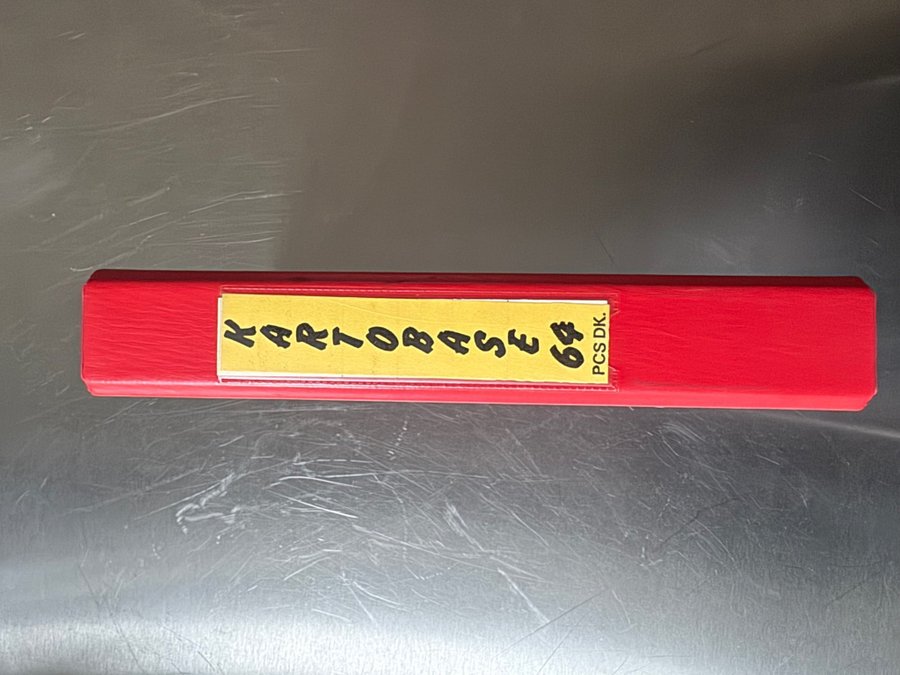 KARTOBASE 64
PCS DK.